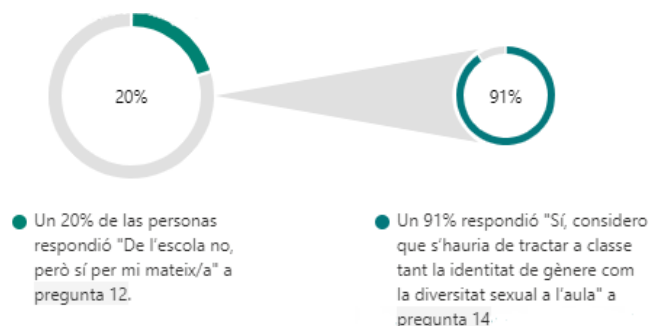 20%
91%
Un 20% de las personas
respondió "De l'escola no,
però sí per mi mateix/a" a
pregunta 12.
Un 91% respondió "Sí, considero
que s'hauria de tractar a classe
tant la identitat de gènere com
la diversitat sexual a l'aula" a
pregunta 14